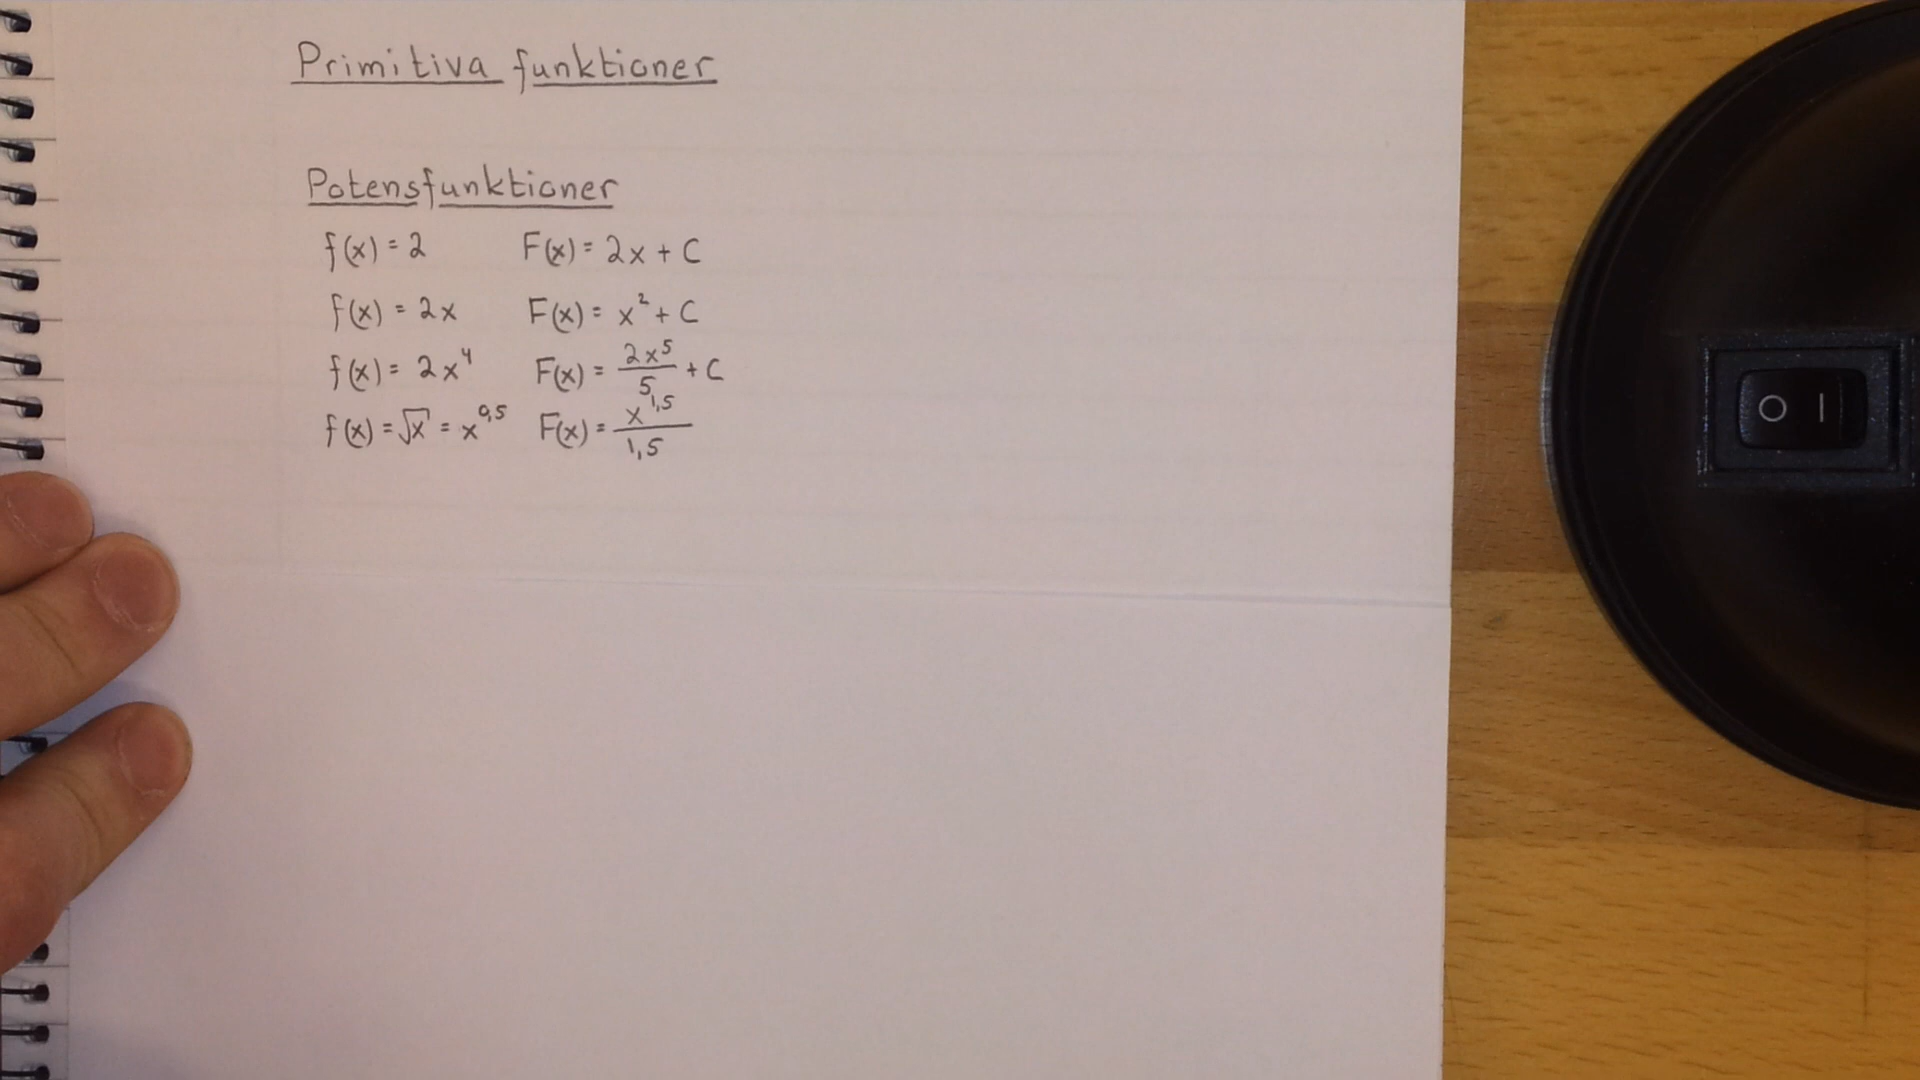 Primitiva funktioner
Potensfunktioner
f(x) = 2 F(x) = 2x + C
f(x) = 2x F(x) = x² + C
f(x) = 2x⁴ F(x) = 2x⁵/5 + C
f(x) = √x = x^0,5 F(x) = x^1,5/1,5
O I